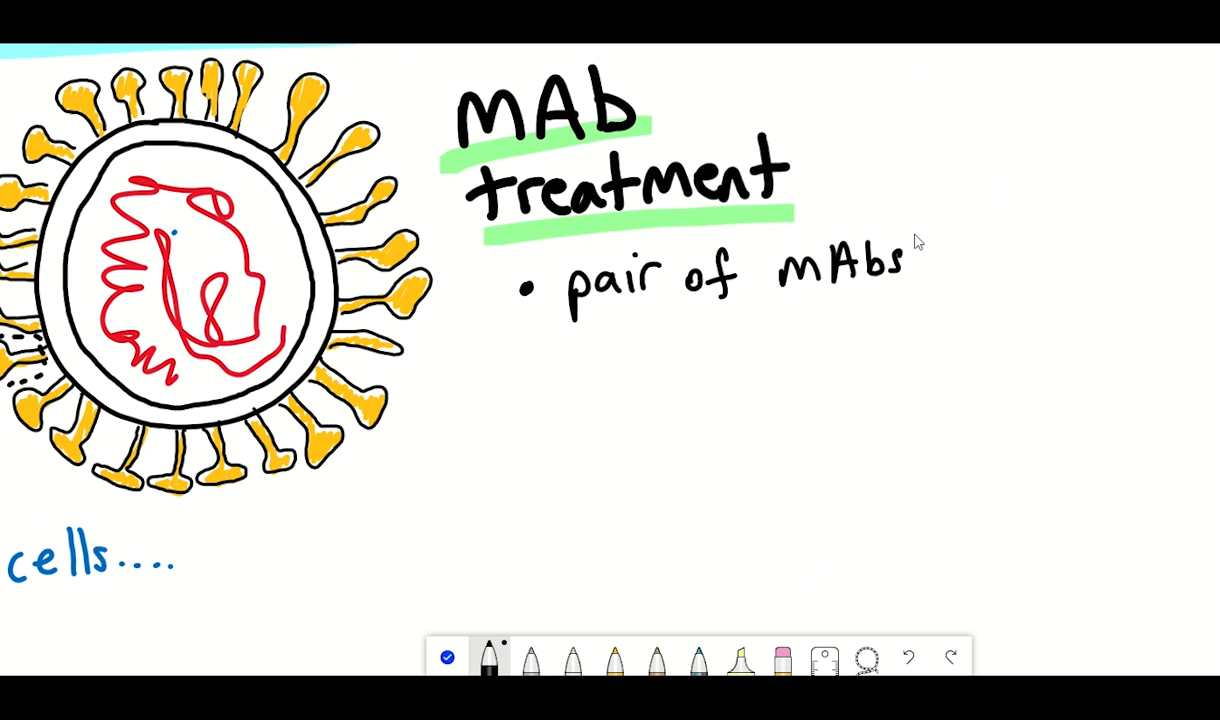 mAb
treatment
• pair of mAbs
cells....